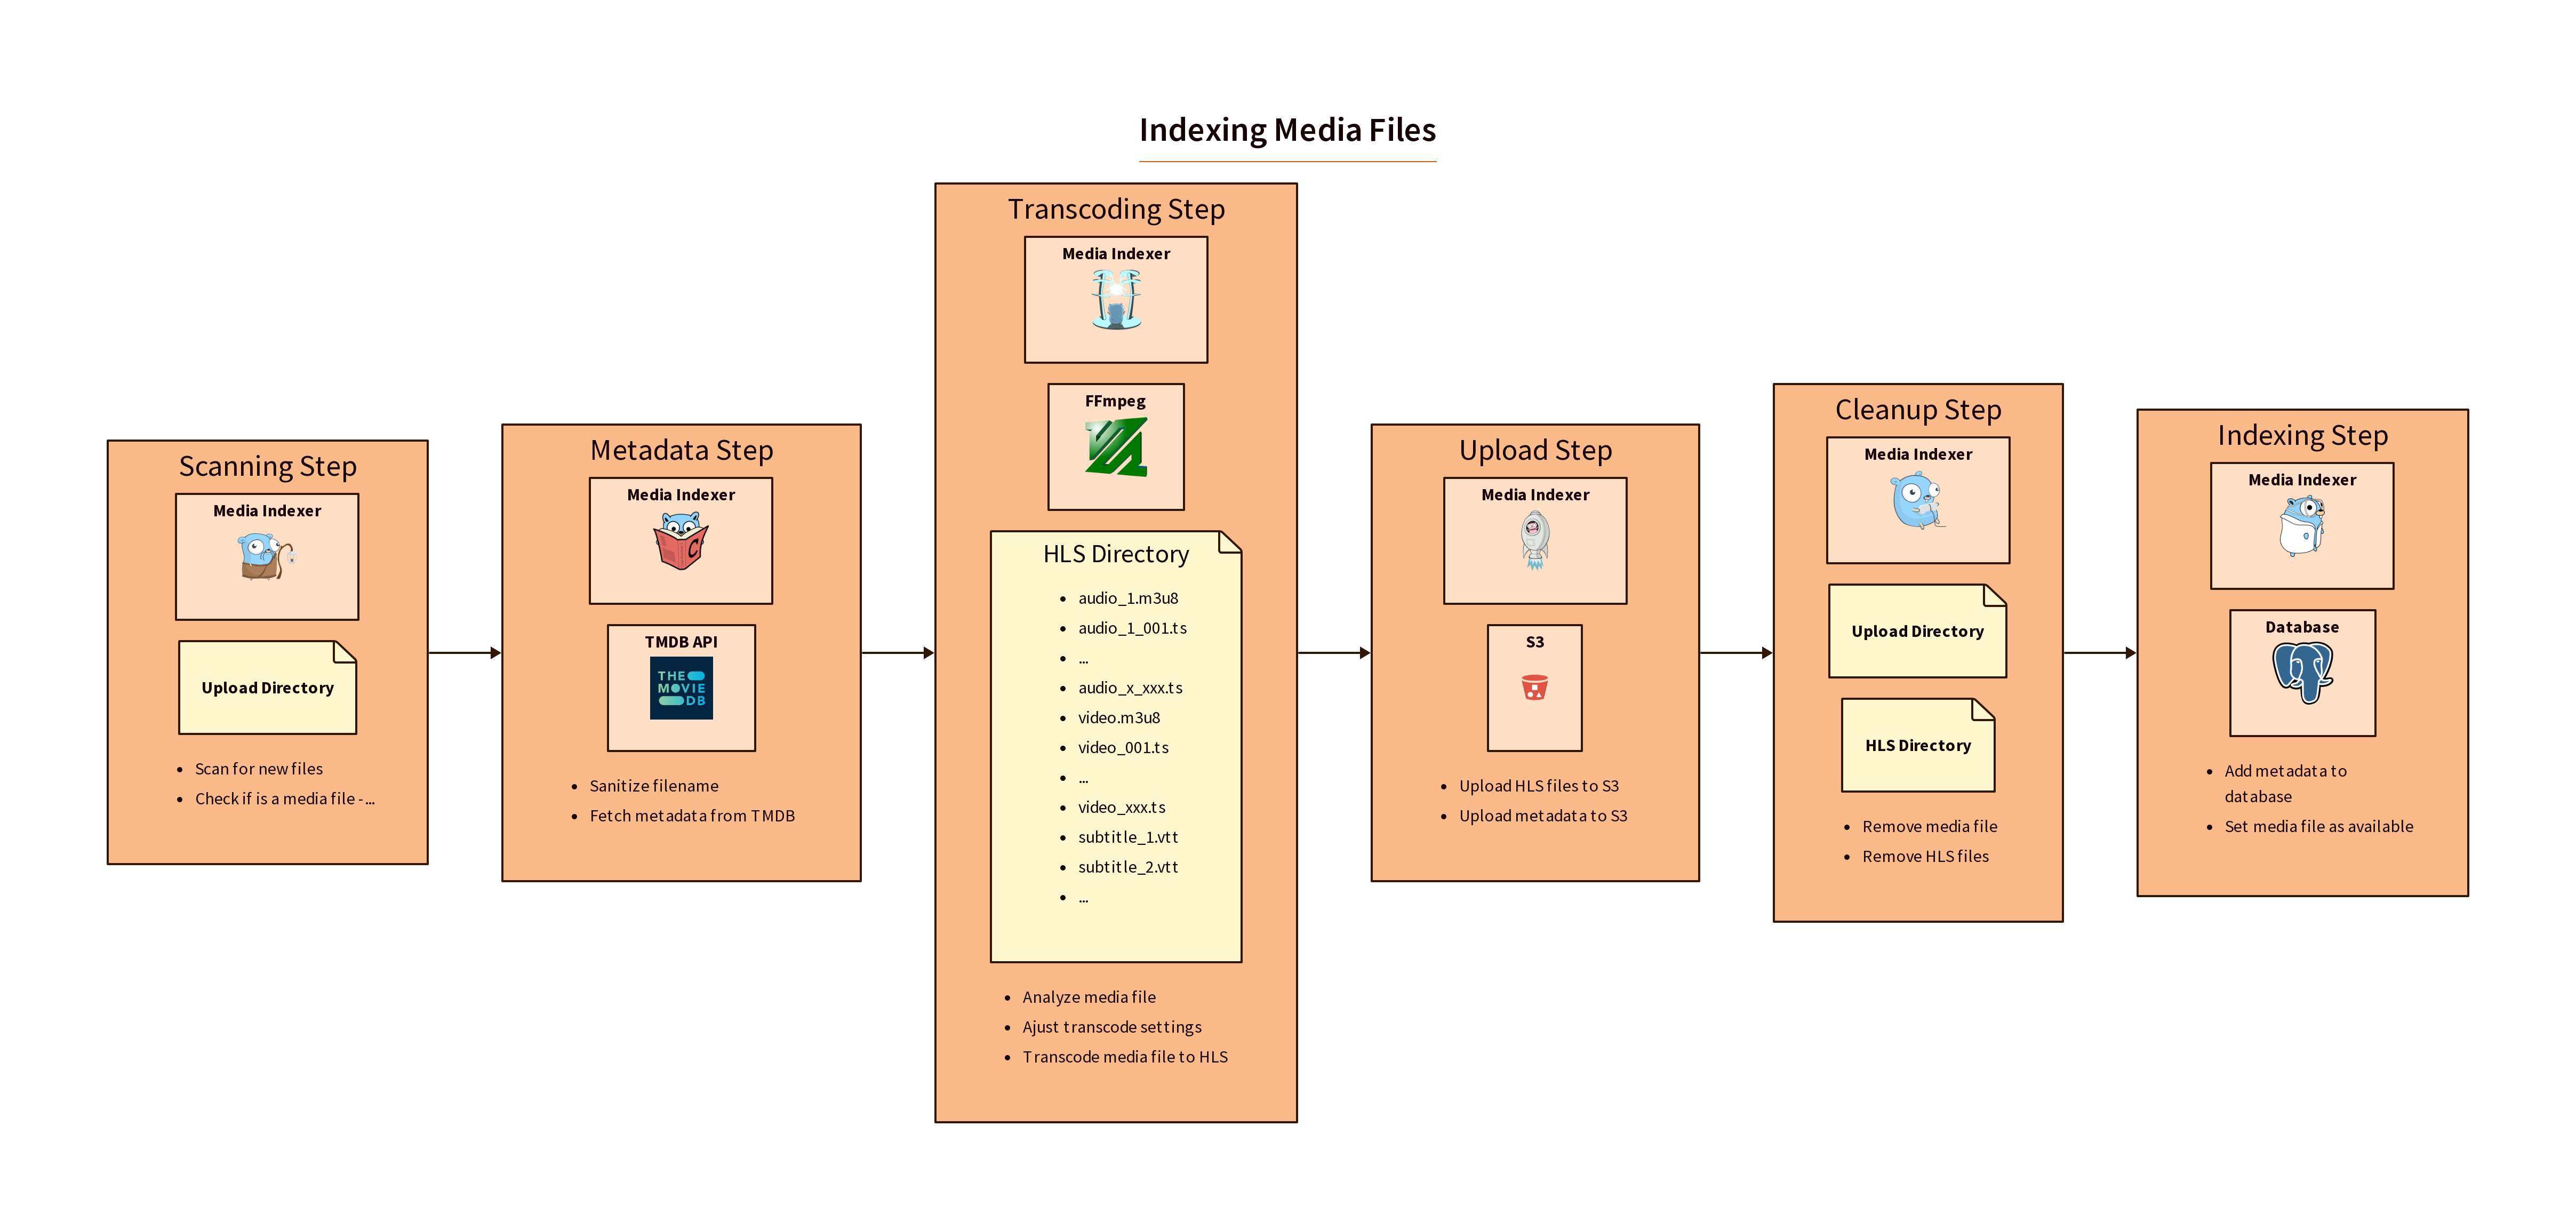 Indexing Media Files
Scanning Step
Media Indexer
Upload Directory
• Scan for new files
• Check if is a media file -...
Metadata Step
Media Indexer
C
TMDB API
THE
MOVIE
DB
• Sanitize filename
• Fetch metadata from TMDB
Transcoding Step
Media Indexer
FFmpeg
HLS Directory
• audio_1.m3u8
• audio_1_001.ts
• ...
• audio_x_xxx.ts
• video.m3u8
• video_001.ts
• ...
• video_xxx.ts
• subtitle_1.vtt
• subtitle_2.vtt
• ...
• Analyze media file
• Ajust transcode settings
• Transcode media file to HLS
Upload Step
Media Indexer
S3
• Upload HLS files to S3
• Upload metadata to S3
Cleanup Step
Media Indexer
Upload Directory
HLS Directory
• Remove media file
• Remove HLS files
Indexing Step
Media Indexer
Database
• Add metadata to
database
• Set media file as available